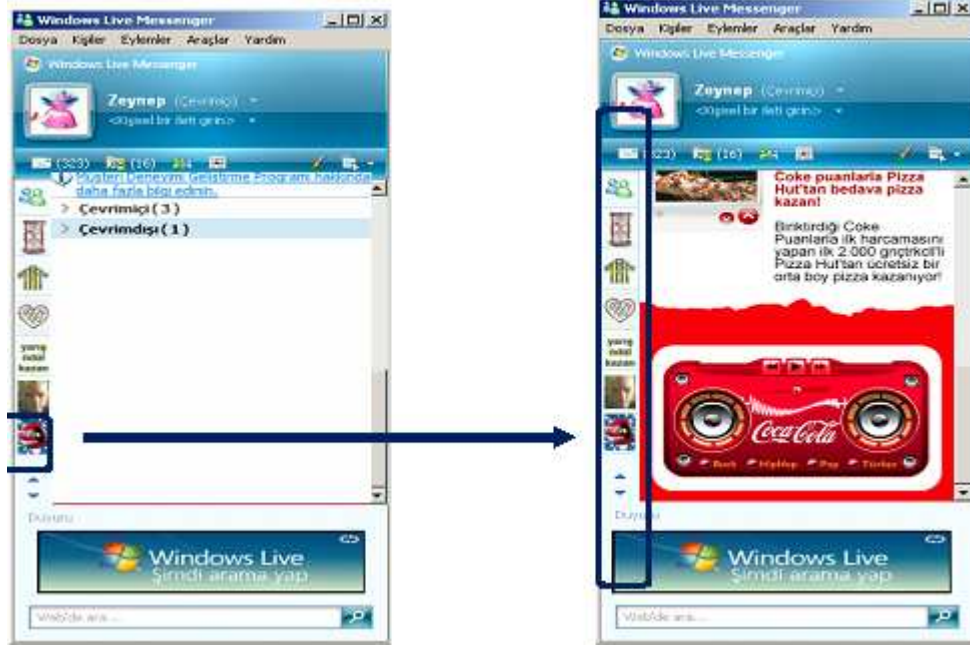 Windows Live Messenger
Dosya Kişiler Eylemler Araçlar Yardım
Windows Live Messenger
Zeynep (Çevrimiçi)
<Kişisel bir ileti girin>
(323) (16)
Müşteri Deneyimi Geliştirme Programı hakkında
daha fazla bilgi edinin.
Çevrimiçi ( 3 )
Çevrimdışı ( 1 )
yarış
ödül
kazan
Duyuru
Windows Live
Şimdi arama yap
Web'de ara...
Windows Live Messenger
Dosya Kişiler Eylemler Araçlar Yardım
Windows Live Messenger
Zeynep (Çevrimiçi)
<Kişisel bir ileti girin>
(323) (16)
Coke puanlarla Pizza
Hut'tan bedava pizza
kazan!
Biriktirdiği Coke
Puanlarla ilk harcamasını
yapan ilk 2.000
Pizza Hut'tan ücretsiz bir
orta boy pizza kazanıyor!
yarış
ödül
kazan
Coca-Cola
Rock HipHop Pop Türkçe
Duyuru
Windows Live
Şimdi arama yap
Web'de ara...